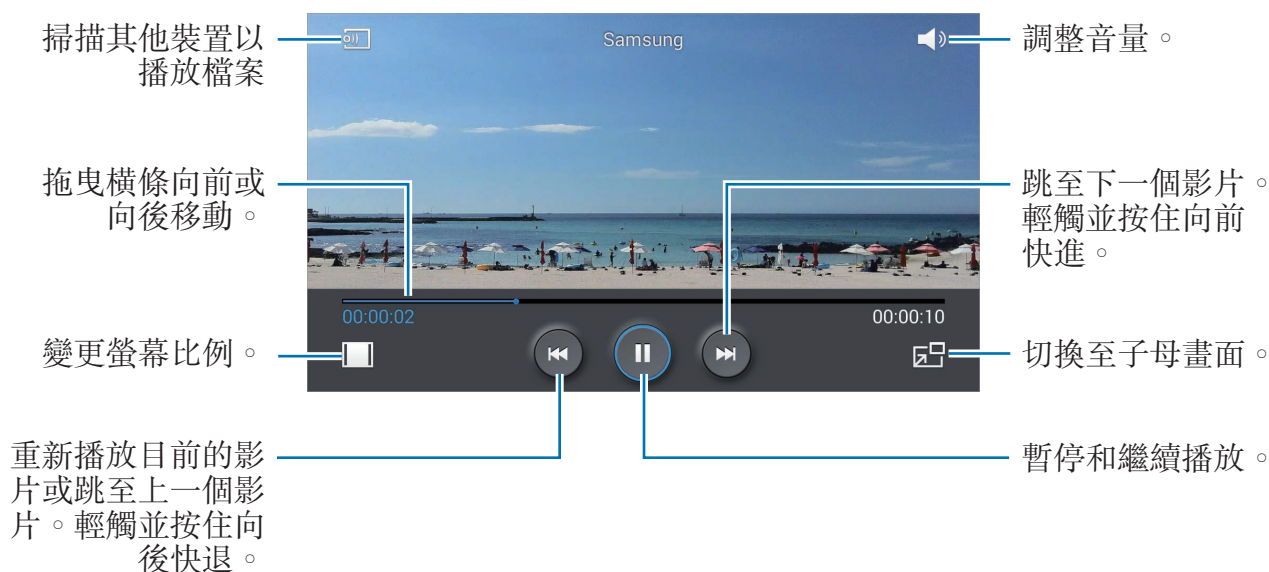 掃描其他裝置以
播放檔案
Samsung
調整音量。
拖曳橫條向前或
向後移動。
跳至下一個影片。
輕觸並按住向前
快進。
00:00:02
00:00:10
變更螢幕比例。
切換至子母畫面。
重新播放目前的影
片或跳至上一個影
片。輕觸並按住向
後快退。
暫停和繼續播放。